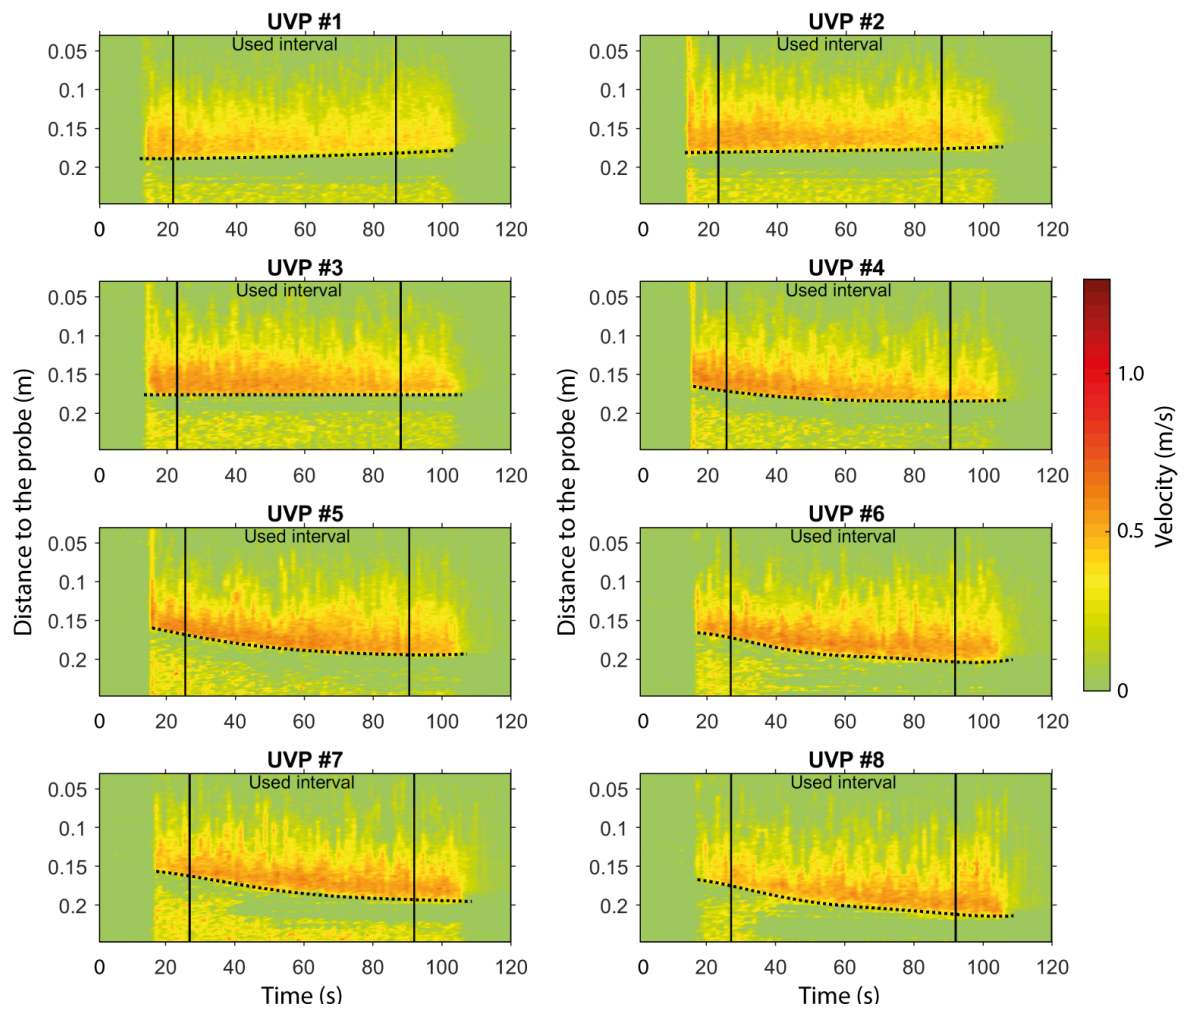 UVP #1
UVP #2
Used interval
Used interval
0.05
0.1
0.15
0.2
0.05
0.1
0.15
0.2
0 20 40 60 80 100 120
0 20 40 60 80 100 120
UVP #3
UVP #4
Used interval
Used interval
0.05
0.1
0.15
0.2
0.05
0.1
0.15
0.2
0 20 40 60 80 100 120
0 20 40 60 80 100 120
UVP #5
UVP #6
Used interval
Used interval
0.05
0.1
0.15
0.2
0.05
0.1
0.15
0.2
0 20 40 60 80 100 120
0 20 40 60 80 100 120
UVP #7
UVP #8
Used interval
Used interval
0.05
0.1
0.15
0.2
0.05
0.1
0.15
0.2
0 20 40 60 80 100 120
0 20 40 60 80 100 120
Time (s)
Time (s)
Distance to the probe (m)
Distance to the probe (m)
1.0
0.5
0
Velocity (m/s)